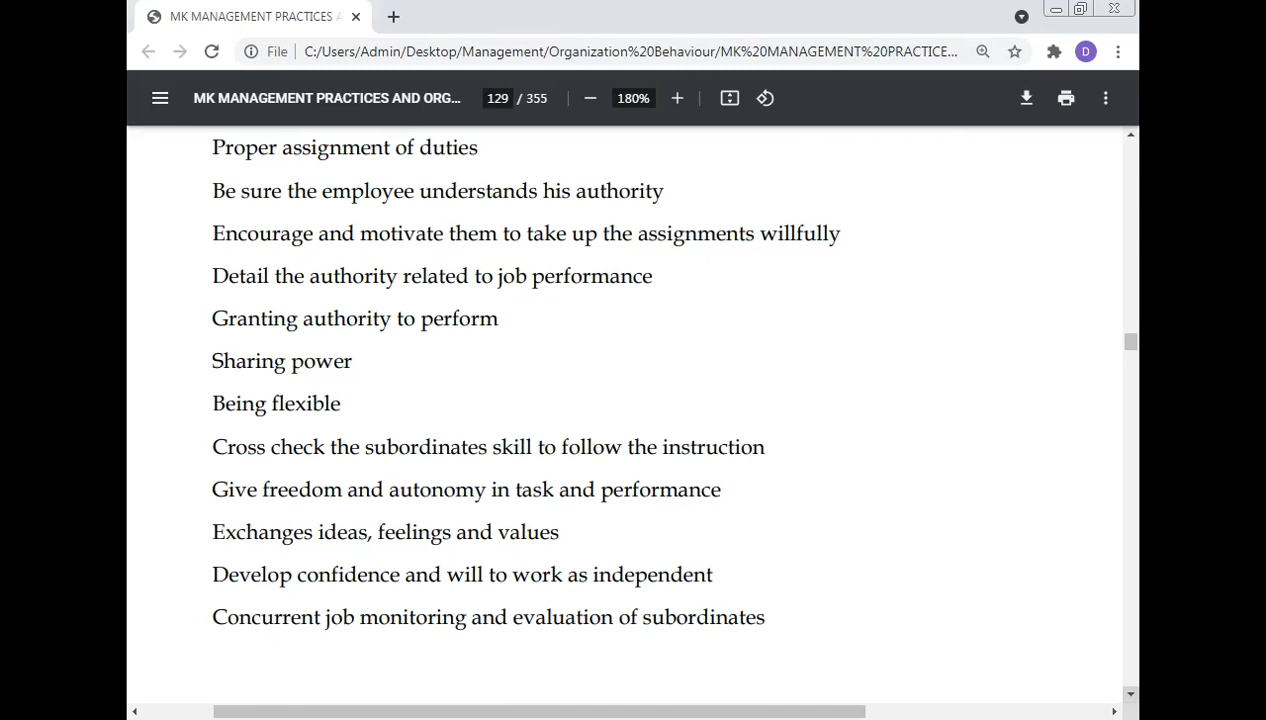 MK MANAGEMENT PRACTICES A
File C:/Users/Admin/Desktop/Management/Organization%20Behaviour/MK%20MANAGEMENT%20PRACTICE...
D
MK MANAGEMENT PRACTICES AND ORG... 129 / 355 180%
Proper assignment of duties
Be sure the employee understands his authority
Encourage and motivate them to take up the assignments willfully
Detail the authority related to job performance
Granting authority to perform
Sharing power
Being flexible
Cross check the subordinates skill to follow the instruction
Give freedom and autonomy in task and performance
Exchanges ideas, feelings and values
Develop confidence and will to work as independent
Concurrent job monitoring and evaluation of subordinates